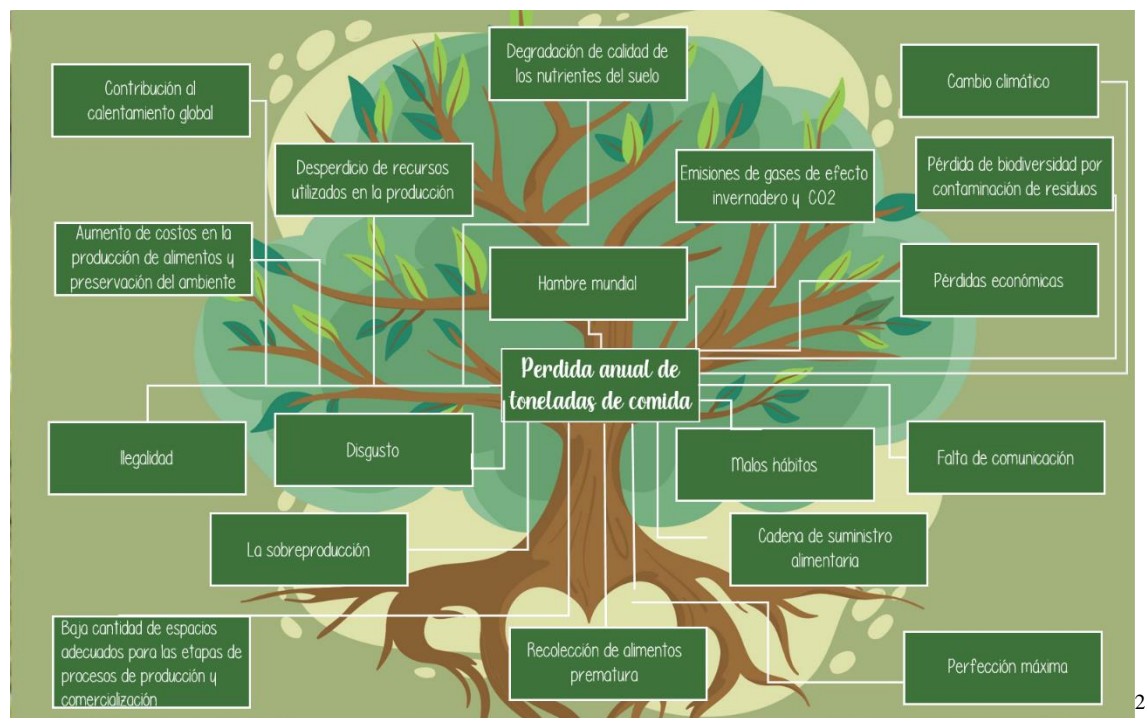 Degradación de calidad de
los nutrientes del suelo
Contribución al
calentamiento global
Cambio climático
Desperdicio de recursos
utilizados en la producción
Emisiones de gases de efecto
invernadero y CO2
Pérdida de biodiversidad por
contaminación de residuos
Aumento de costos en la
producción de alimentos y
preservación del ambiente
Hambre mundial
Pérdidas económicas
Perdida anual de
toneladas de comida
Ilegalidad
Disgusto
Malos hábitos
Falta de comunicación
La sobreproducción
Cadena de suministro
alimentaria
Baja cantidad de espacios
adecuados para las etapas de
procesos de producción y
comercialización
Recolección de alimentos
prematura
Perfección máxima
2